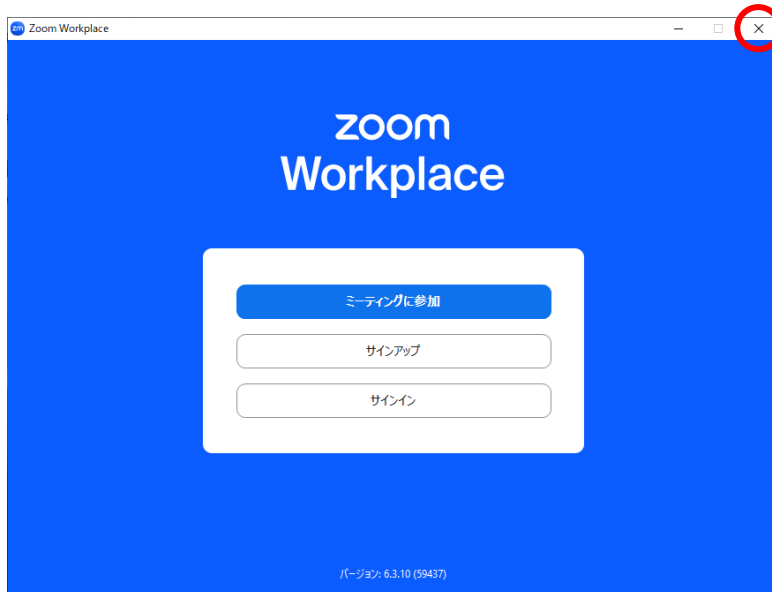 zm Zoom Workplace
zoom
Workplace
ミーティングに参加
サインアップ
サインイン
バージョン: 6.3.10 (59437)